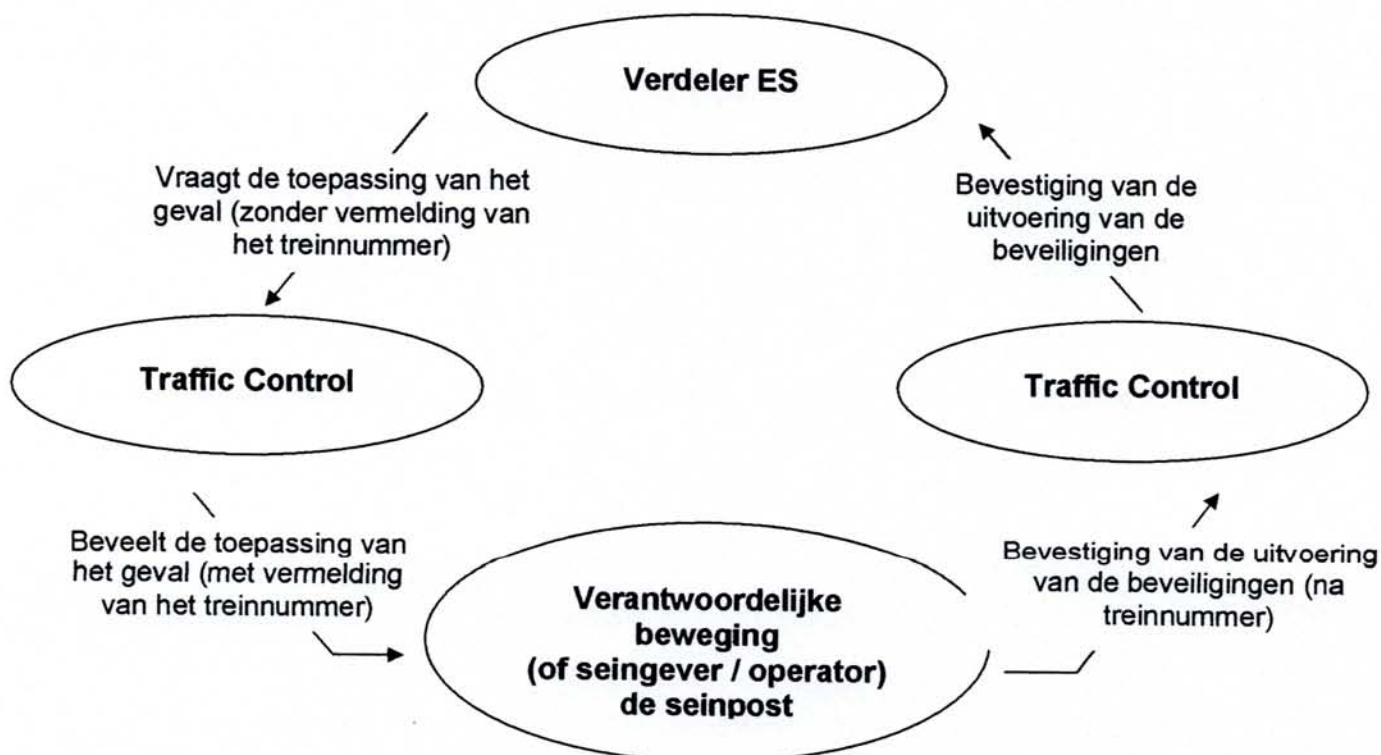 Verdeler ES
Vraagt de toepassing van het
geval (zonder vermelding van
het treinnummer)
Bevestiging van de
uitvoering van de
beveiligingen
Traffic Control
Traffic Control
Beveelt de toepassing van
het geval (met vermelding
van het treinnummer)
Verantwoordelijke
beweging
(of seingever / operator)
de seinpost
Bevestiging van de uitvoering
van de beveiligingen (na
treinnummer)